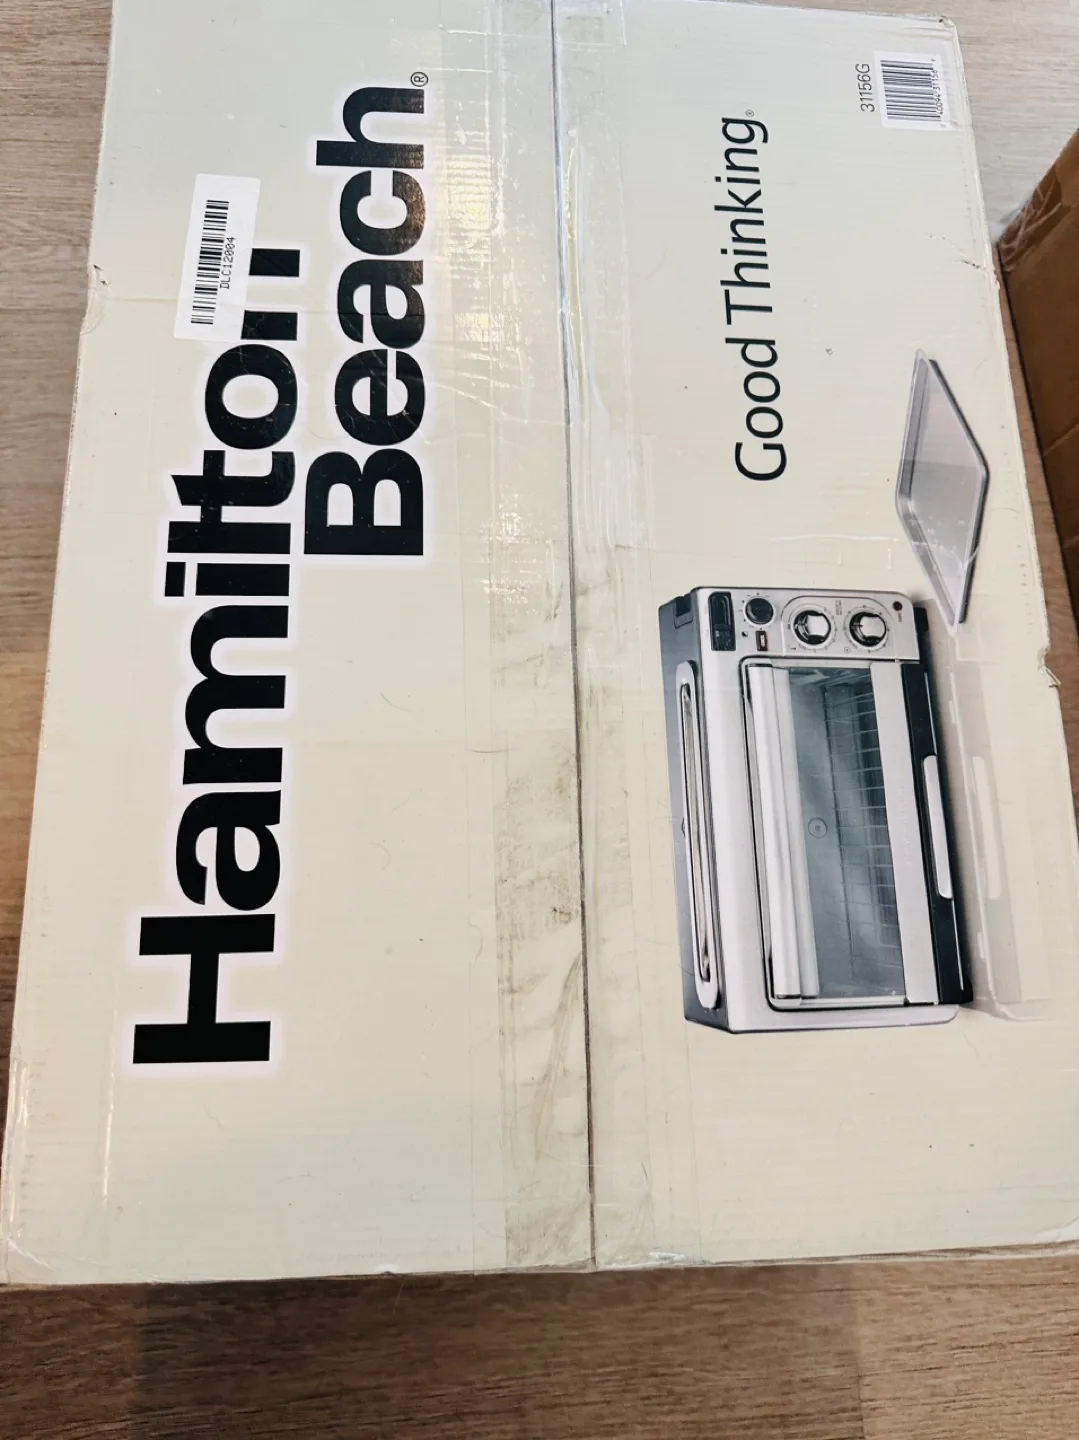 Hamilton
Beach®
DLC12004
Good Thinking®
31156G